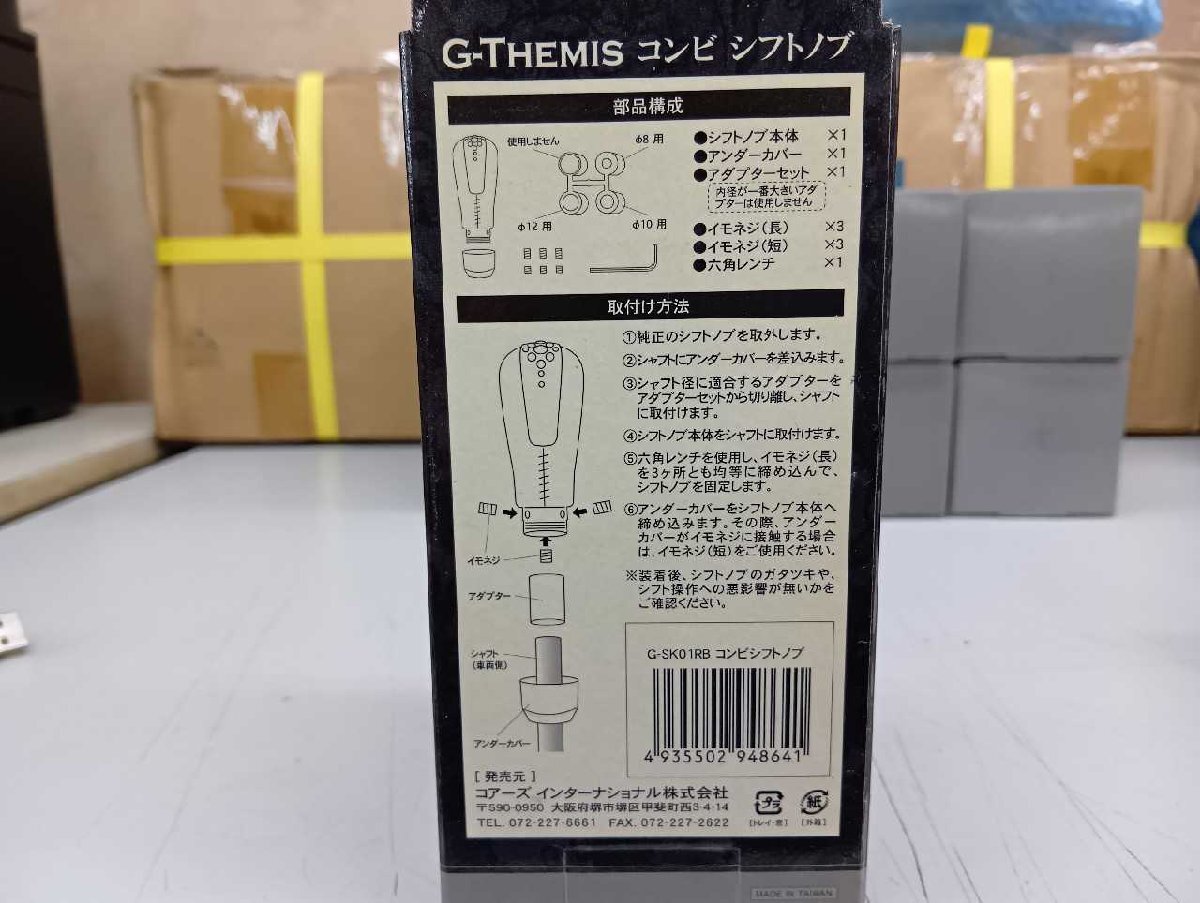 G-THEMIS コンビ シフトノブ
部品構成
使用しません
φ8 用
φ12 用
φ10 用
●シフトノブ本体 ×1
●アンダーカバー ×1
●アダプターセット ×1
内径が一番大きいアダ
プターは使用しません
●イモネジ(長) ×3
●イモネジ(短) ×3
●六角レンチ ×1
取付け方法
①純正のシフトノブを取外します。
②シャフトにアンダーカバーを差込みます。
③シャフト径に適合するアダプターを
アダプターセットから切り離し、シャフト
に取付けます。
④シフトノブ本体をシャフトに取付けます。
⑤六角レンチを使用し、イモネジ(長)
を3ヶ所とも均等に締め込んで、
シフトノブを固定します。
⑥アンダーカバーをシフトノブ本体へ
締め込みます。その際、アンダー
カバーがイモネジに接触する場合
は、イモネジ(短)をご使用ください。
※装着後、シフトノブのガタツキや、
シフト操作への悪影響が無いかを
ご確認ください。
イモネジ
アダプター
シャフト
(車両側)
アンダーカバー
G-SK01RB コンビシフトノブ
4 935502 948641
[ 発売元 ]
コアーズ インターナショナル株式会社
〒590-0950 大阪府堺市堺区甲斐町西3-4-14
TEL. 072-227-6661 FAX. 072-227-2622
プラ
紙
MADE IN TAIWAN